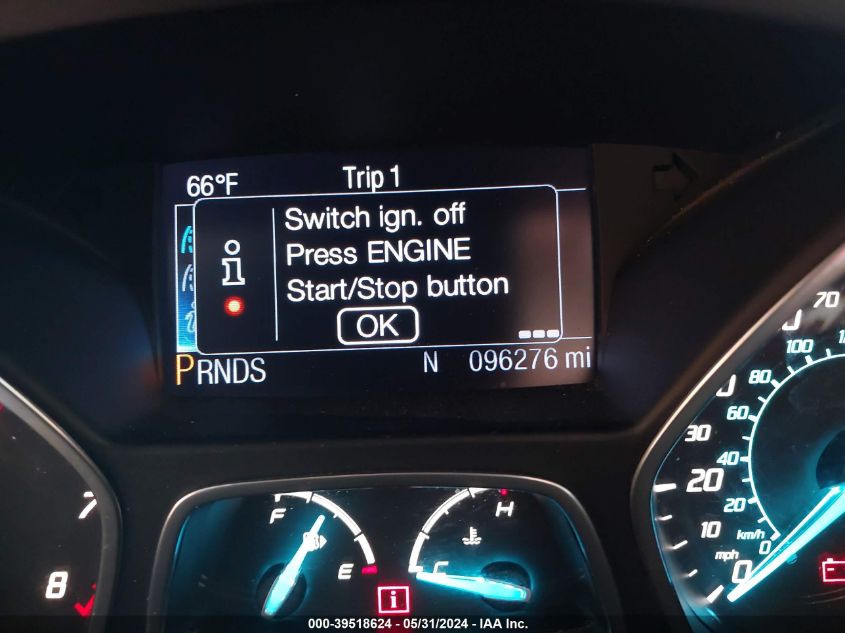 66°F Trip 1
Switch ign. off
Press ENGINE
Start/Stop button
OK
PRNDS N 096276 mi
7
8
F
E
H
C
i
70
100
80
60
30
40
20
20
10
km/h
0
mph
0
000-39518624 - 05/31/2024 - IAA Inc.